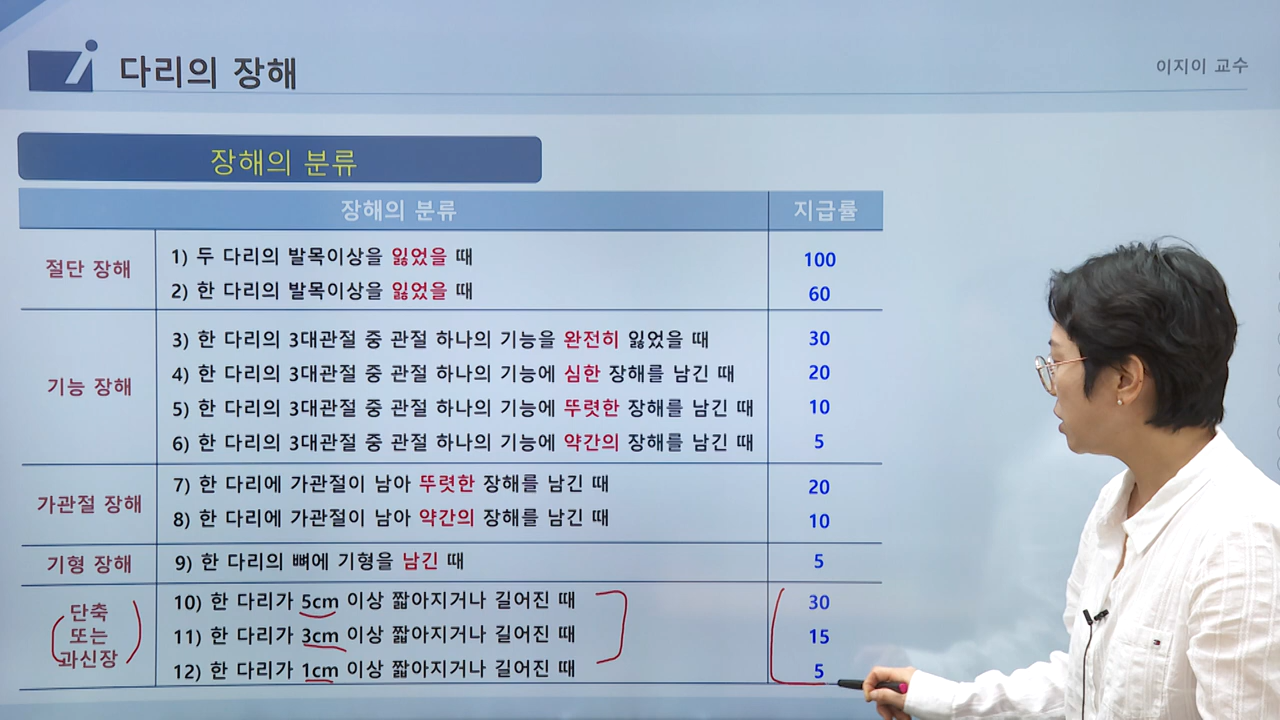 다리의 장해
이지이 교수
장해의 분류
장해의 분류 지급률
절단 장해
1) 두 다리의 발목이상을 잃었을 때 100
2) 한 다리의 발목이상을 잃었을 때 60
기능 장해
3) 한 다리의 3대관절 중 관절 하나의 기능을 완전히 잃었을 때 30
4) 한 다리의 3대관절 중 관절 하나의 기능에 심한 장해를 남긴 때 20
5) 한 다리의 3대관절 중 관절 하나의 기능에 뚜렷한 장해를 남긴 때 10
6) 한 다리의 3대관절 중 관절 하나의 기능에 약간의 장해를 남긴 때 5
가관절 장해
7) 한 다리에 가관절이 남아 뚜렷한 장해를 남긴 때 20
8) 한 다리에 가관절이 남아 약간의 장해를 남긴 때 10
기형 장해
9) 한 다리의 뼈에 기형을 남긴 때 5
단축
또는
과신장
10) 한 다리가 5cm 이상 짧아지거나 길어진 때 30
11) 한 다리가 3cm 이상 짧아지거나 길어진 때 15
12) 한 다리가 1cm 이상 짧아지거나 길어진 때 5